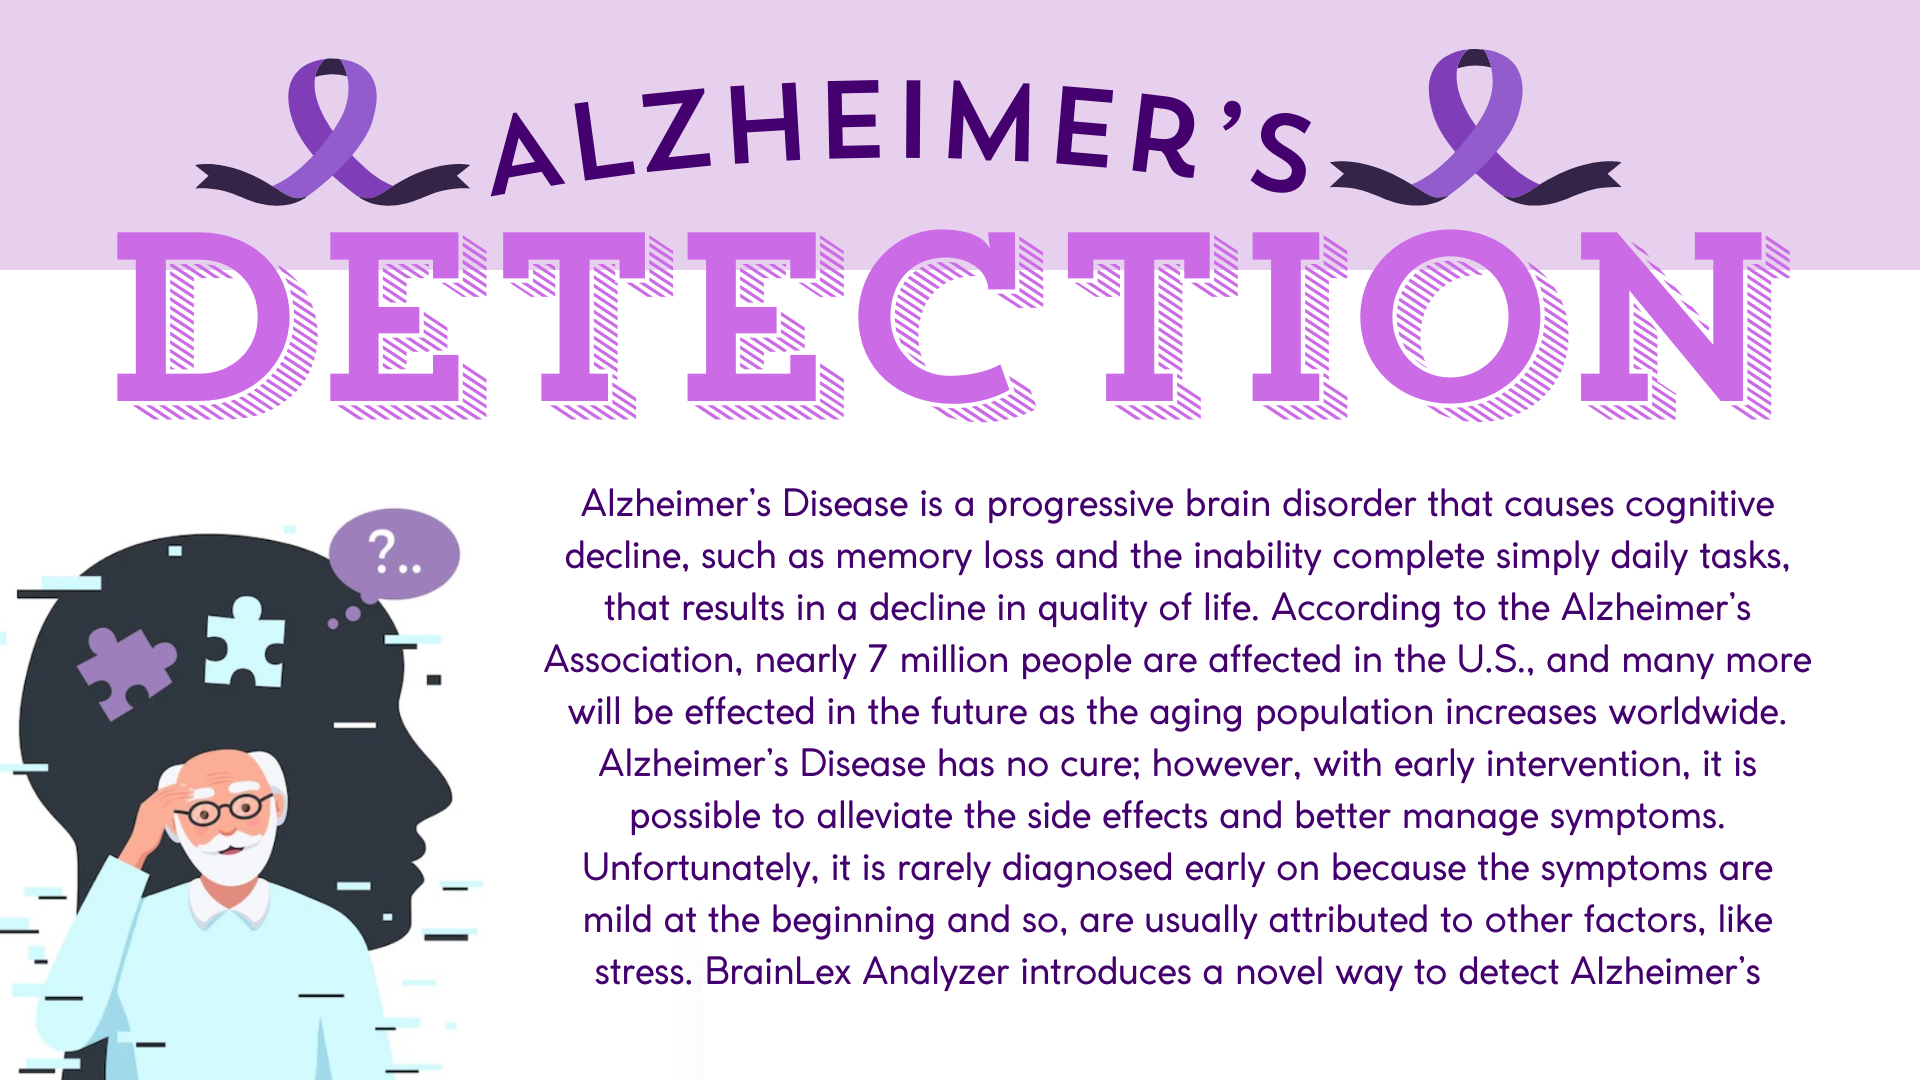 ALZHEIMER'S
DETECTION
?..
Alzheimer's Disease is a progressive brain disorder that causes cognitive
decline, such as memory loss and the inability complete simply daily tasks,
that results in a decline in quality of life. According to the Alzheimer's
Association, nearly 7 million people are affected in the U.S., and many more
will be effected in the future as the aging population increases worldwide.
Alzheimer's Disease has no cure; however, with early intervention, it is
possible to alleviate the side effects and better manage symptoms.
Unfortunately, it is rarely diagnosed early on because the symptoms are
mild at the beginning and so, are usually attributed to other factors, like
stress. BrainLex Analyzer introduces a novel way to detect Alzheimer's